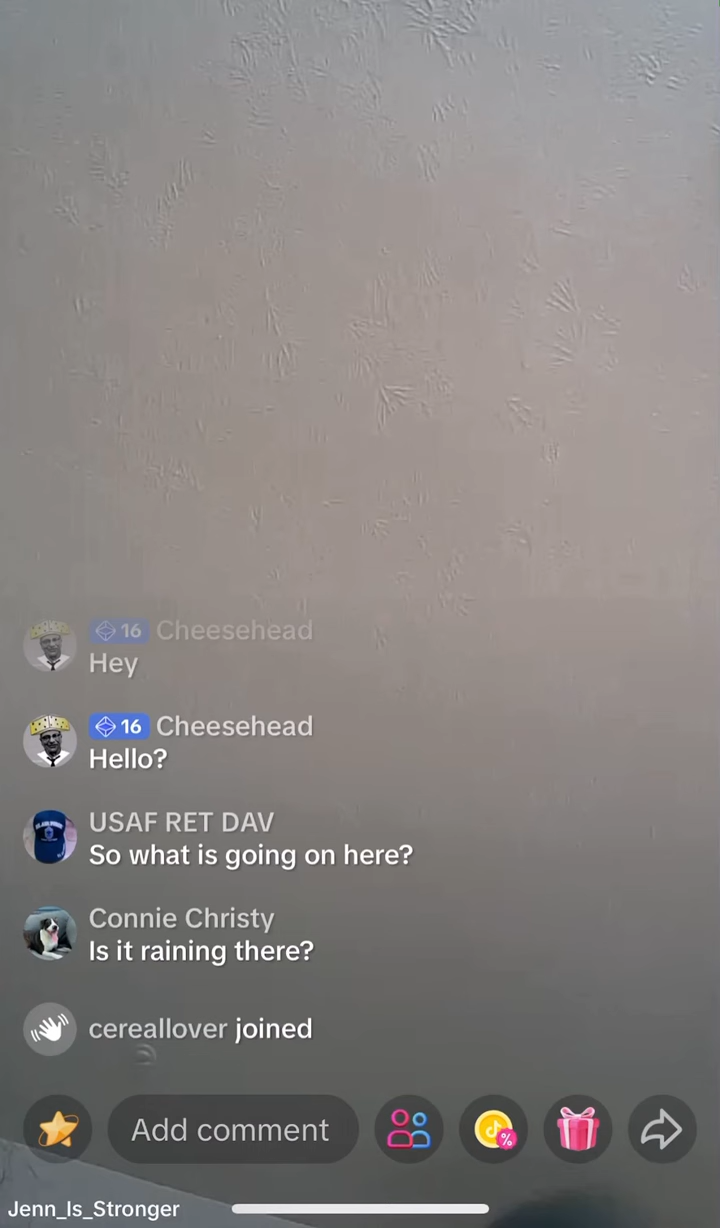 16 Cheesehead
Hey
16 Cheesehead
Hello?
USAF RET DAV
So what is going on here?
Connie Christy
Is it raining there?
cereallover joined
Add comment
%
Jenn_Is_Stronger